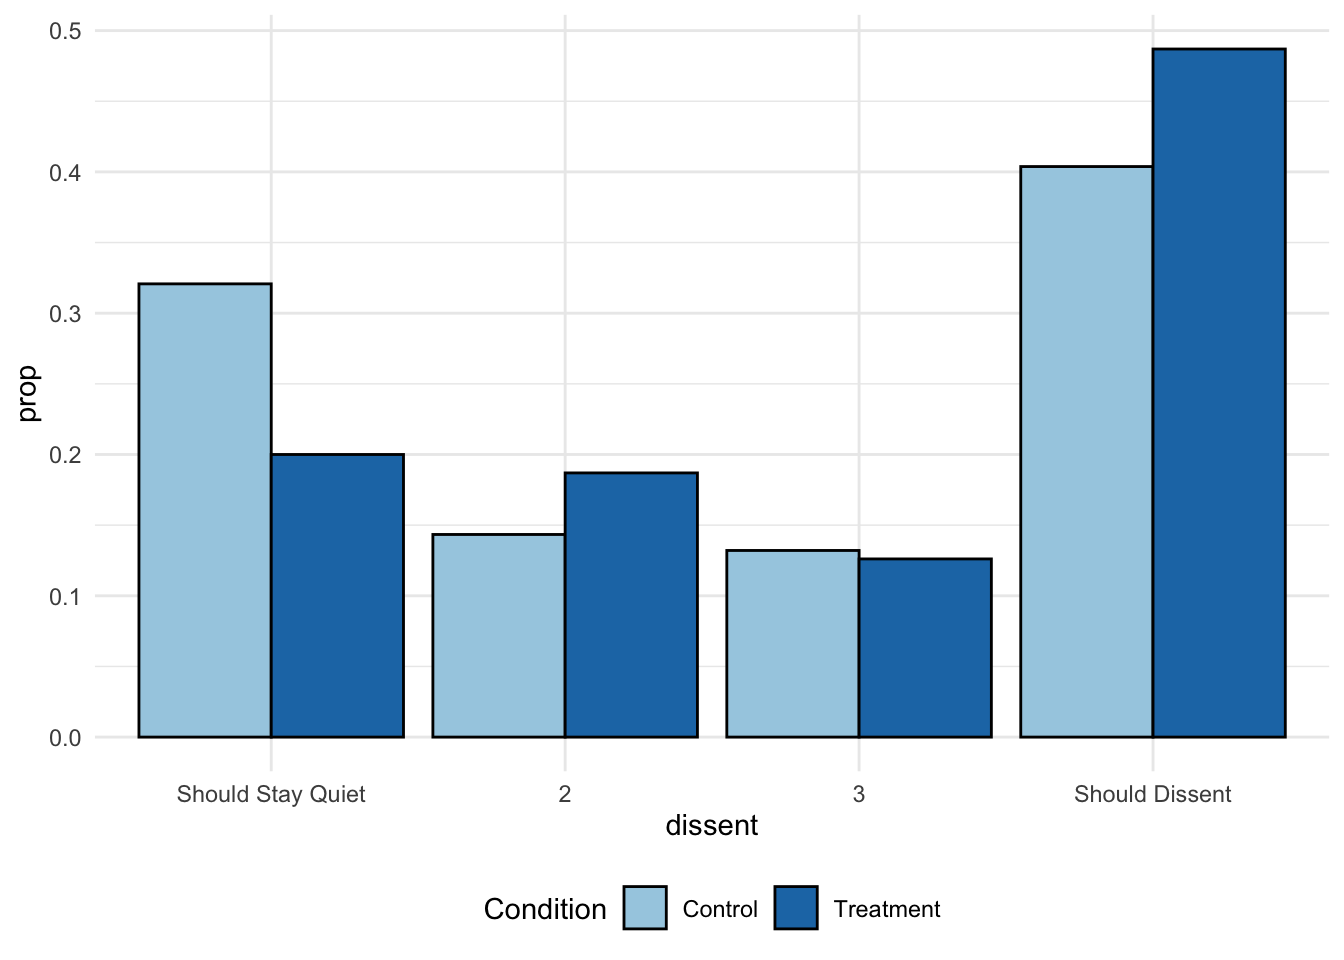 0.5
0.4
0.3
0.2
0.1
0.0
prop
Should Stay Quiet 2 3 Should Dissent
dissent
Condition Control Treatment